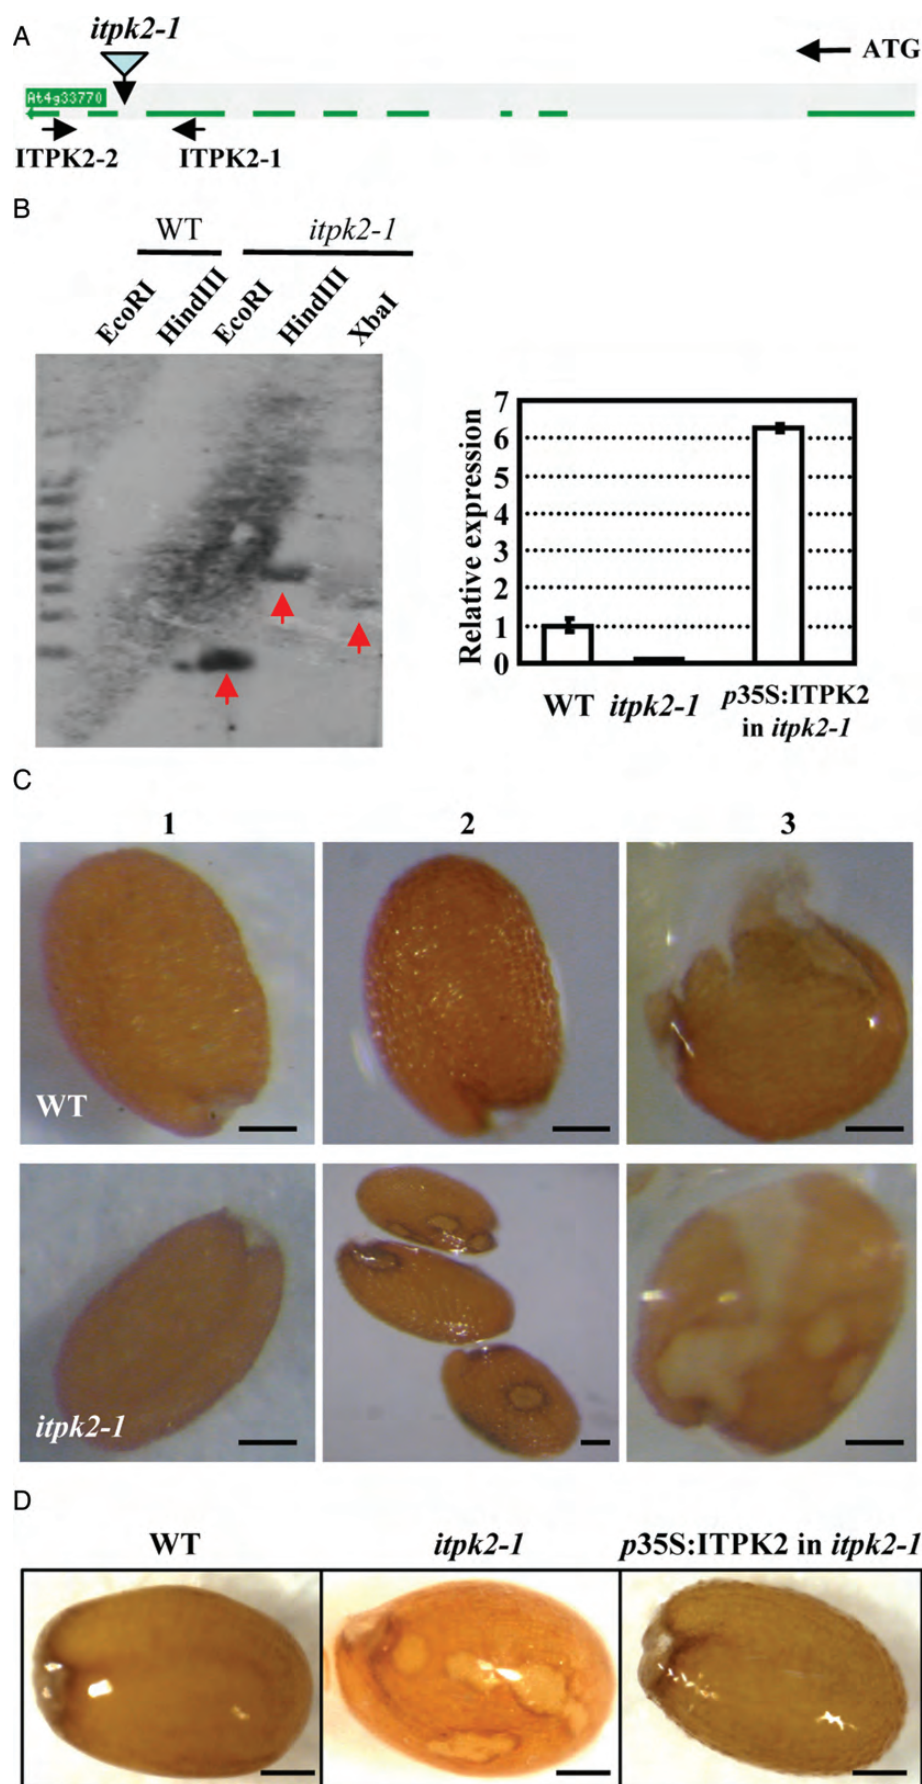 A
itpk2-1
ATG
At4g33770
ITPK2-2
ITPK2-1
B
WT
itpk2-1
EcoRI
HindIII
EcoRI
HindIII
XbaI
Relative expression
7
6
5
4
3
2
1
0
WT
itpk2-1
p35S:ITPK2
in itpk2-1
C
1
2
3
WT
itpk2-1
D
WT
itpk2-1
p35S:ITPK2 in itpk2-1